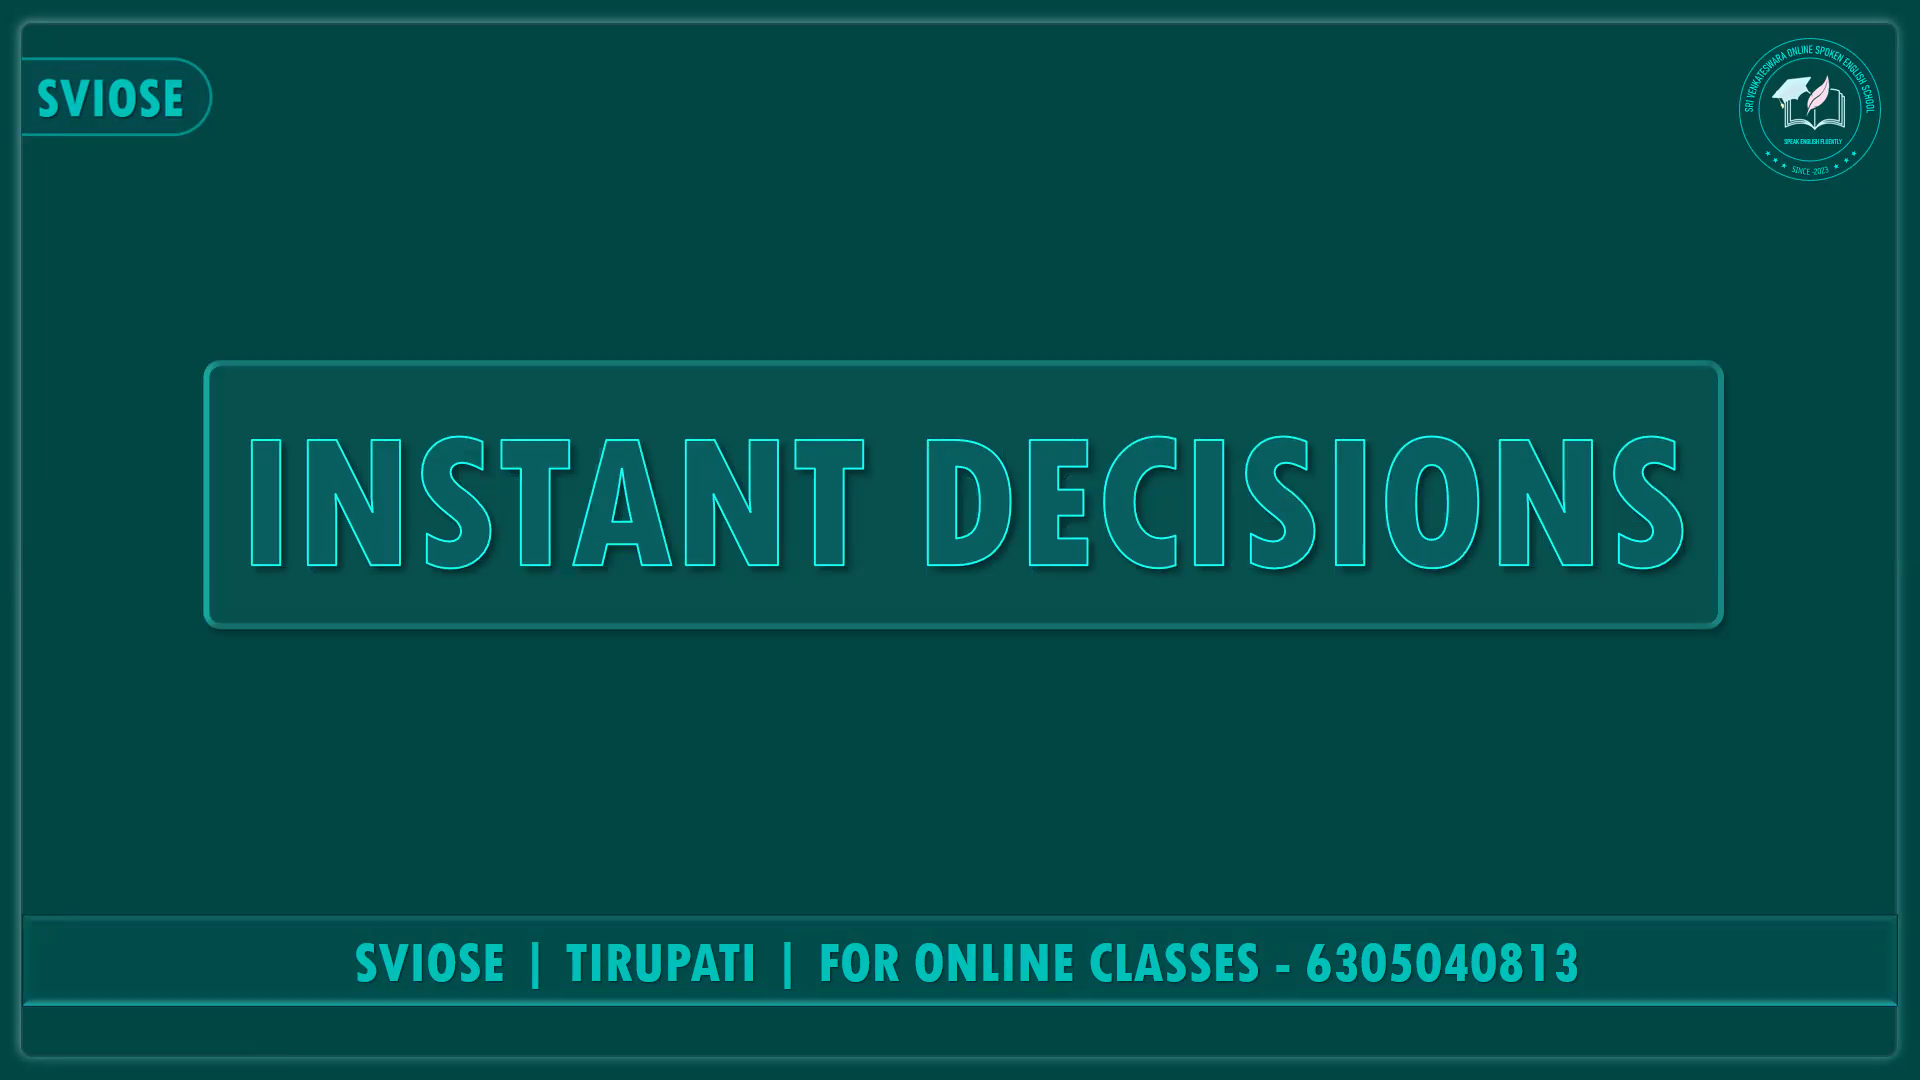 SVIOSE
SRI VENKATESWARA ONLINE SPOKEN ENGLISH SCHOOL
SPEAK ENGLISH FLUENTLY
SINCE -2023
INSTANT DECISIONS
SVIOSE | TIRUPATI | FOR ONLINE CLASSES - 6305040813